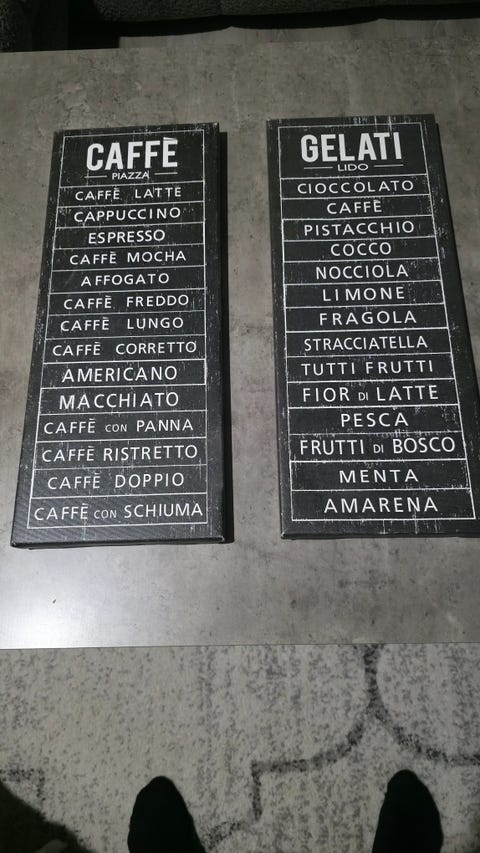 CAFFÈ
PIAZZA
CAFFÈ LATTE
CAPPUCCINO
ESPRESSO
CAFFÈ MOCHA
AFFOGATO
CAFFÈ FREDDO
CAFFÈ LUNGO
CAFFÈ CORRETTO
AMERICANO
MACCHIATO
CAFFÈ CON PANNA
CAFFÈ RISTRETTO
CAFFÈ DOPPIO
CAFFÈ CON SCHIUMA
GELATI
LIDO
CIOCCOLATO
CAFFÈ
PISTACCHIO
COCCO
NOCCIOLA
LIMONE
FRAGOLA
STRACCIATELLA
TUTTI FRUTTI
FIOR DI LATTE
PESCA
FRUTTI DI BOSCO
MENTA
AMARENA